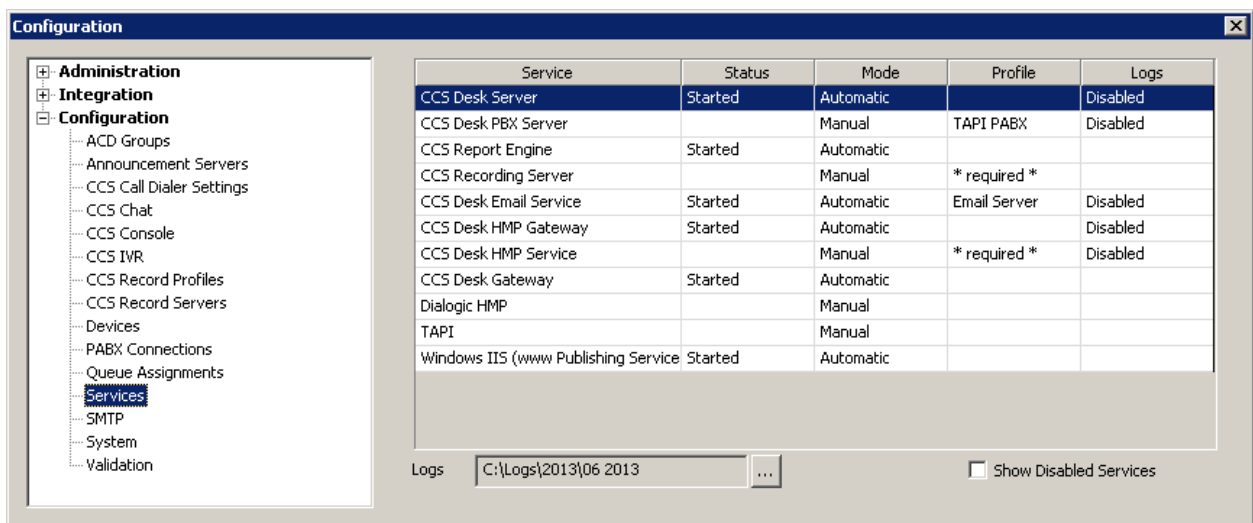 Configuration
Administration
Integration
Configuration
ACD Groups
Announcement Servers
CCS Call Dialer Settings
CCS Chat
CCS Console
CCS IVR
CCS Record Profiles
CCS Record Servers
Devices
PABX Connections
Queue Assignments
Services
SMTP
System
Validation
Service Status Mode Profile Logs
CCS Desk Server Started Automatic Disabled
CCS Desk PBX Server Manual TAPI PABX Disabled
CCS Report Engine Started Automatic
CCS Recording Server Manual * required *
CCS Desk Email Service Started Automatic Email Server Disabled
CCS Desk HMP Gateway Started Automatic Disabled
CCS Desk HMP Service Manual * required * Disabled
CCS Desk Gateway Started Automatic
Dialogic HMP Manual
TAPI Manual
Windows IIS (www Publishing Service Started Automatic
Logs C:\Logs\2013\06 2013 ... Show Disabled Services